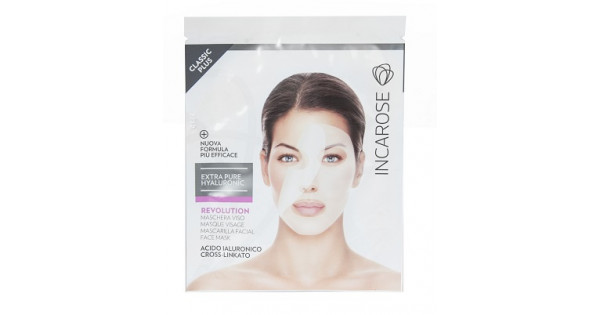 CLASSIC
PLUS
INCAROSE
NUOVA
FORMULA
PIÙ EFFICACE
EXTRA PURE
HYALURONIC
REVOLUTION
MASCHERA VISO
MASQUE VISAGE
MASCARILLA FACIAL
FACE MASK
ACIDO IALURONICO
CROSS-LINKATO